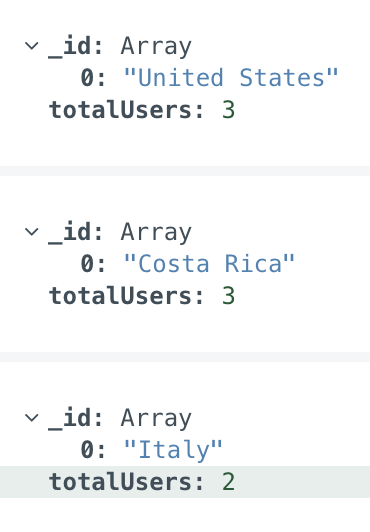 _id: Array
0: "United States"
totalUsers: 3
_id: Array
0: "Costa Rica"
totalUsers: 3
_id: Array
0: "Italy"
totalUsers: 2